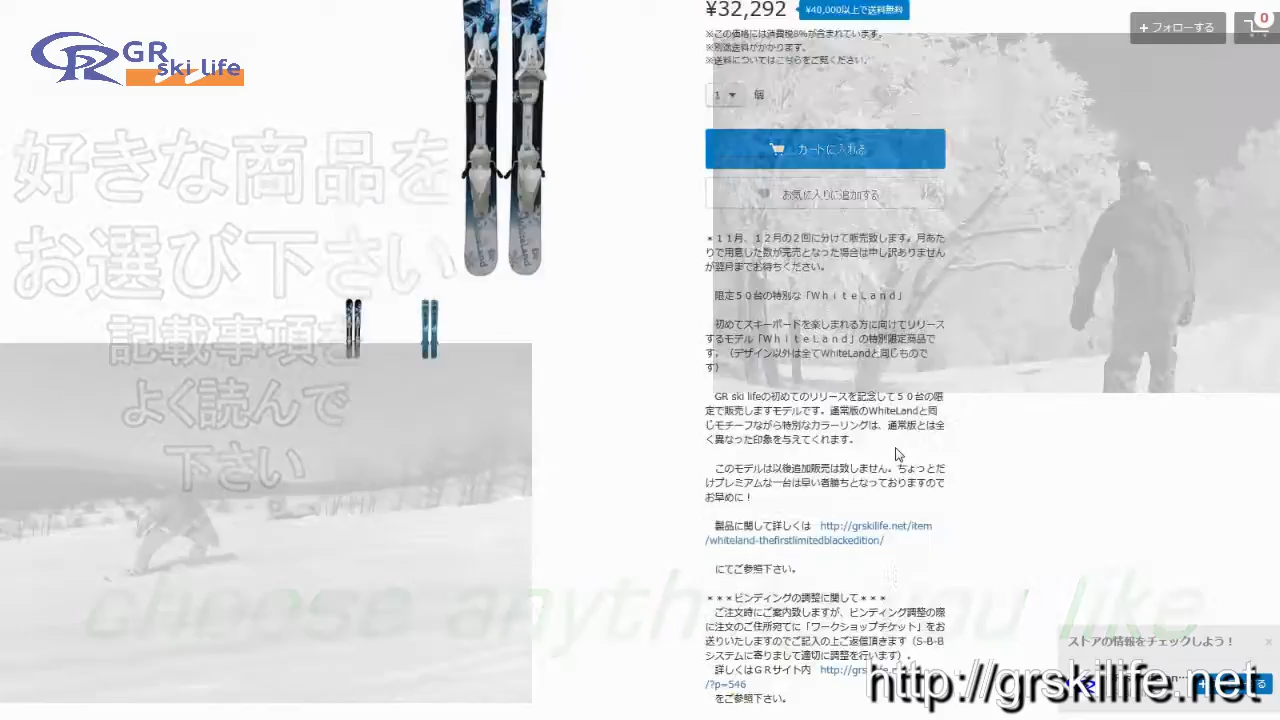 GR
ski life
¥32,292
¥40,000以上で送料無料
+ フォローする
0
※この価格には消費税8%が含まれています。
※別途送料がかかります。
※送料についてはこちらをご覧ください。
1
個
カートに入れる
お気に入りに追加する
好きな商品を
お選び下さい
記載事項を
よく読んで
下さい
*11月、12月の2回に分けて販売致します。月あた
りで用意した数が完売となった場合は申し訳ありません
が翌月までお待ちください。
限定50台の特別な「WhiteLand」
初めてスキーボードを楽しまれる方に向けてリリース
するモデル「WhiteLand」の特別限定商品で
す。(デザイン以外は全てWhiteLandと同じもので
す)
GR ski lifeの初めてのリリースを記念して50台の限
定で販売しますモデルです。通常版のWhiteLandと同
じモチーフながら特別なカラーリングは、通常版とは全
く異なった印象を与えてくれます。
このモデルは以後追加販売は致しません。ちょっとだ
けプレミアムな一台は早い者勝ちとなっておりますので
お早めに!
製品に関して詳しくは http://grskilife.net/item
/whiteland-thefirstlimitedblackedition/
にてご参照下さい。
***ビンディングの調整に関して***
ご注文時にご案内致しますが、ビンディング調整の際
に注文のご住所宛てに「ワークショップチケット」をお
送りいたしますのでご記入の上ご返信頂きます(S-B-B
システムに寄りまして適切に調整を行います)。
詳しくはGRサイト内 http://grs
/?p=546
をご参照下さい。
choose anything you like
ストアの情報をチェックしよう!
×
http://grskilife.net